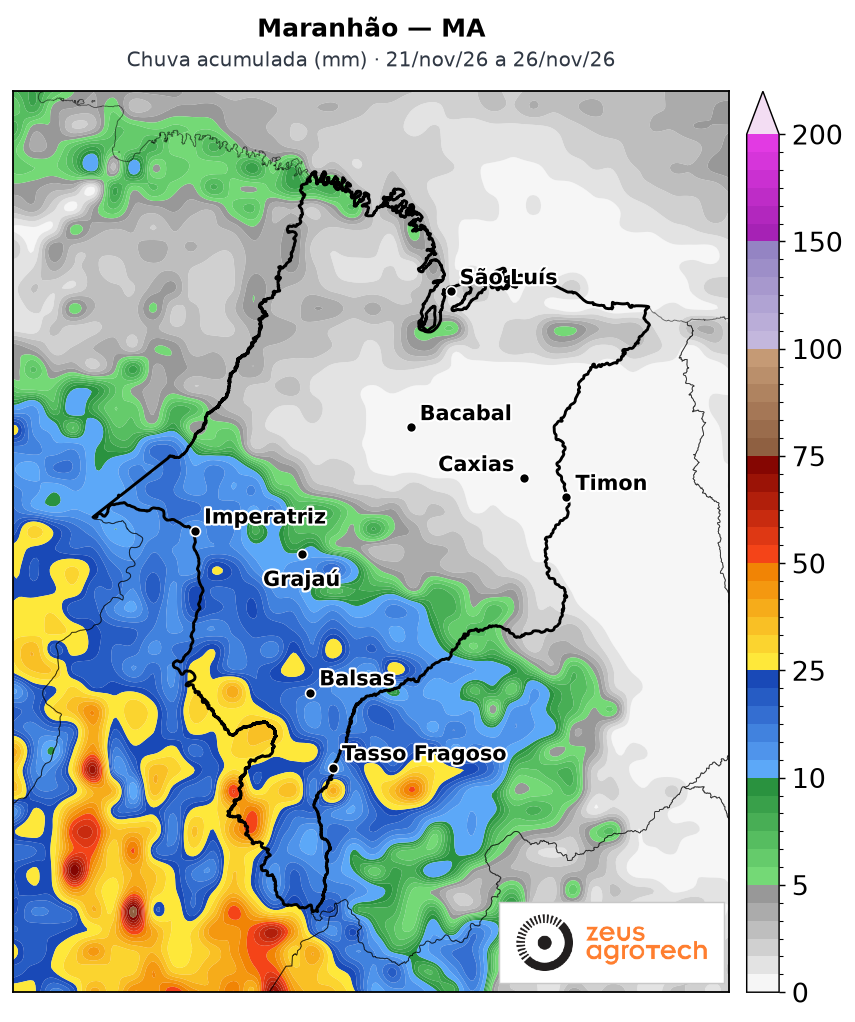 Maranhão — MA
Chuva acumulada (mm) · 21/nov/26 a 26/nov/26
200
150
100
75
50
25
10
5
0
São Luís
Bacabal
Caxias
Timon
Imperatriz
Grajaú
Balsas
Tasso Fragoso
zeus
agrotech